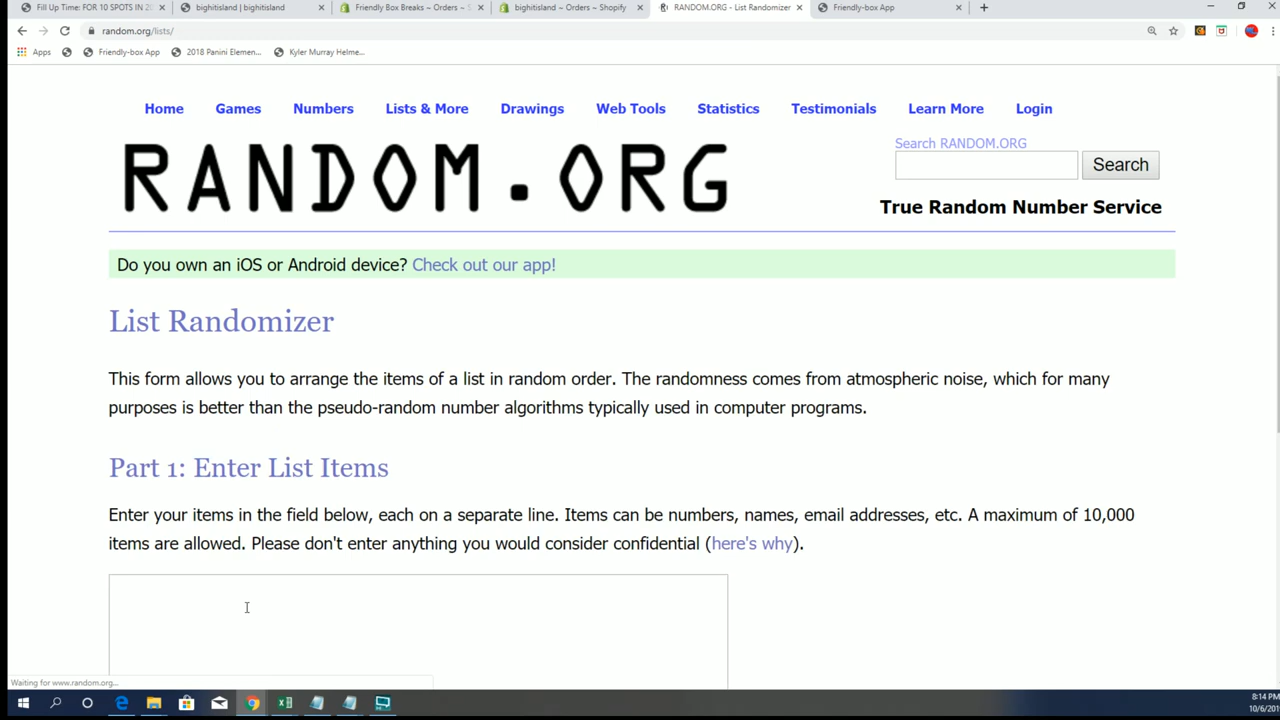 Fill Up Time: FOR 10 SPOTS IN 20
bighitisland | bighitisland
Friendly Box Breaks ~ Orders ~ S
bighitisland ~ Orders ~ Shopify
RANDOM.ORG - List Randomizer
Friendly-box App
random.org/lists/
Apps
Friendly-box App
2018 Panini Elemen...
Kyler Murray Helme...
Home Games Numbers Lists & More Drawings Web Tools Statistics Testimonials Learn More Login
RANDOM.ORG
Search RANDOM.ORG
Search
True Random Number Service
Do you own an iOS or Android device? Check out our app!
List Randomizer
This form allows you to arrange the items of a list in random order. The randomness comes from atmospheric noise, which for many
purposes is better than the pseudo-random number algorithms typically used in computer programs.
Part 1: Enter List Items
Enter your items in the field below, each on a separate line. Items can be numbers, names, email addresses, etc. A maximum of 10,000
items are allowed. Please don't enter anything you would consider confidential (here's why).
Waiting for www.random.org...
8:14 PM
10/6/201